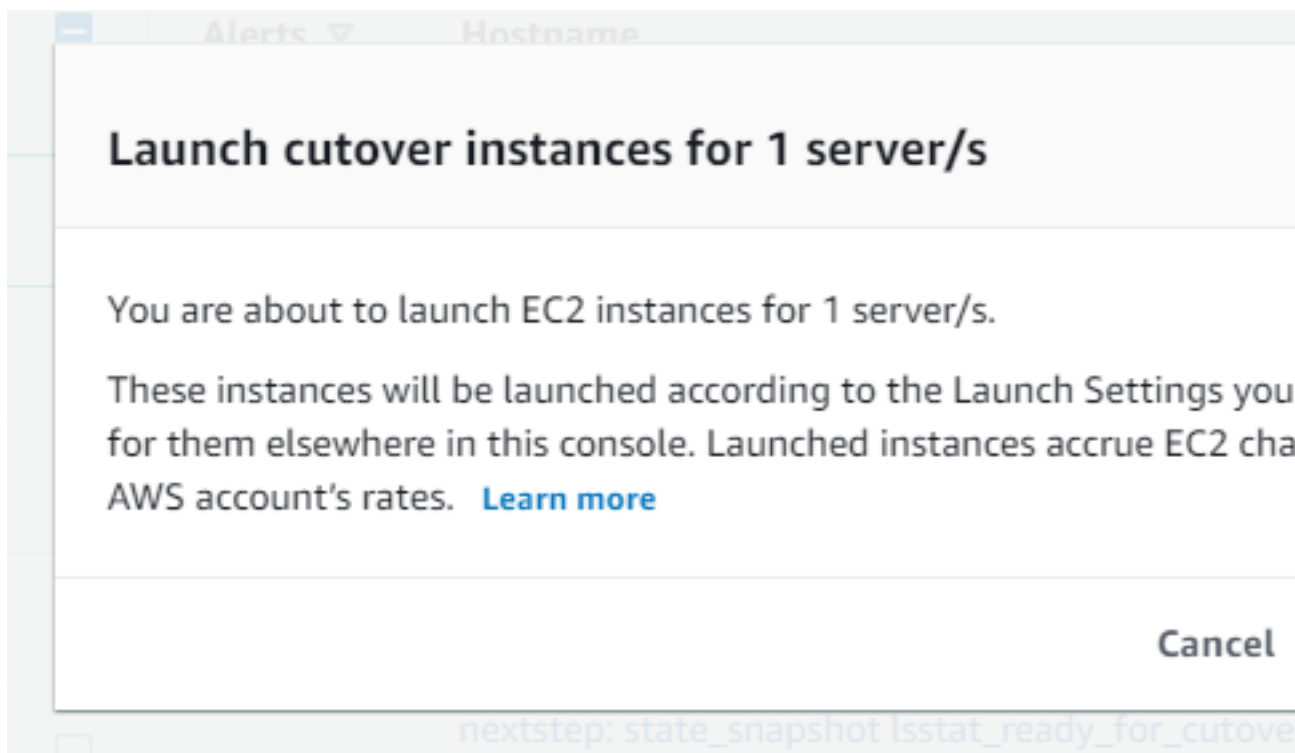 Alerts Hostname
Launch cutover instances for 1 server/s
You are about to launch EC2 instances for 1 server/s.
These instances will be launched according to the Launch Settings you
for them elsewhere in this console. Launched instances accrue EC2 cha
AWS account's rates. Learn more
Cancel
nextstep: state_snapshot lsstat_ready_for_cutove